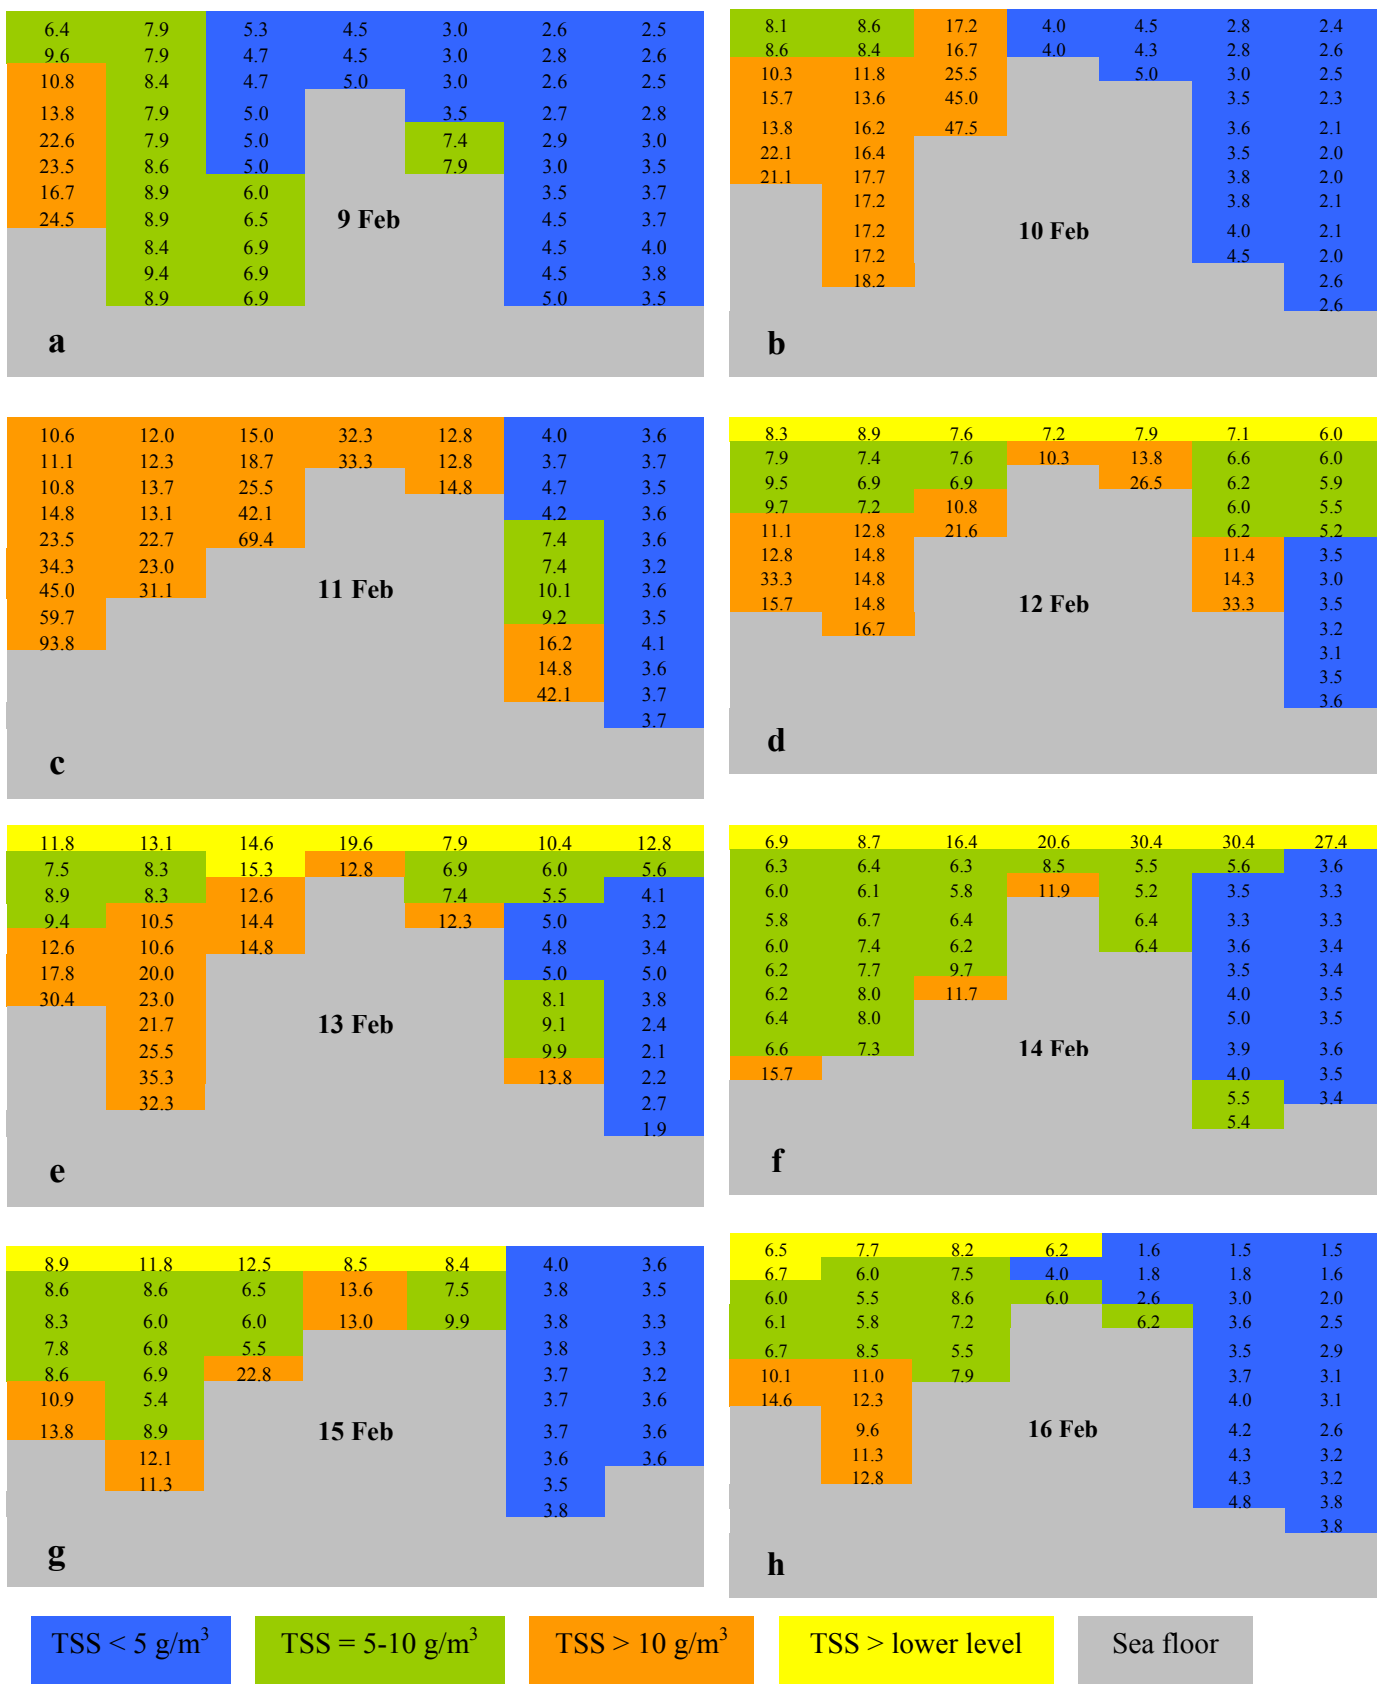 6.4 7.9 5.3 4.5 3.0 2.6 2.5
9.6 7.9 4.7 4.5 3.0 2.8 2.6
10.8 8.4 4.7 5.0 3.0 2.6 2.5
13.8 7.9 5.0 3.5 2.7 2.8
22.6 7.9 5.0 7.4 2.9 3.0
23.5 8.6 5.0 7.9 3.0 3.5
16.7 8.9 6.0 3.5 3.7
24.5 8.9 6.5 9 Feb 4.5 3.7
8.4 6.9 4.5 4.0
9.4 6.9 4.5 3.8
8.9 6.9 5.0 3.5
a
8.1 8.6 17.2 4.0 4.5 2.8 2.4
8.6 8.4 16.7 4.0 4.3 2.8 2.6
10.3 11.8 25.5 5.0 3.0 2.5
15.7 13.6 45.0 3.5 2.3
13.8 16.2 47.5 3.6 2.1
22.1 16.4 3.5 2.0
21.1 17.7 3.8 2.0
17.2 3.8 2.1
17.2 10 Feb 4.0 2.1
17.2 4.5 2.0
18.2 2.6
2.6
b
10.6 12.0 15.0 32.3 12.8 4.0 3.6
11.1 12.3 18.7 33.3 12.8 3.7 3.7
10.8 13.7 25.5 14.8 4.7 3.5
14.8 13.1 42.1 4.2 3.6
23.5 22.7 69.4 7.4 3.6
34.3 23.0 7.4 3.2
45.0 31.1 11 Feb 10.1 3.6
59.7 9.2 3.5
93.8 16.2 4.1
14.8 3.6
42.1 3.7
3.7
c
8.3 8.9 7.6 7.2 7.9 7.1 6.0
7.9 7.4 7.6 10.3 13.8 6.6 6.0
9.5 6.9 6.9 26.5 6.2 5.9
9.7 7.2 10.8 6.0 5.5
11.1 12.8 21.6 6.2 5.2
12.8 14.8 11.4 3.5
33.3 14.8 14.3 3.0
15.7 14.8 12 Feb 33.3 3.5
16.7 3.2
3.1
3.5
3.6
d
11.8 13.1 14.6 19.6 7.9 10.4 12.8
7.5 8.3 15.3 12.8 6.9 6.0 5.6
8.9 8.3 12.6 7.4 5.5 4.1
9.4 10.5 14.4 12.3 5.0 3.2
12.6 10.6 14.8 4.8 3.4
17.8 20.0 5.0 5.0
30.4 23.0 8.1 3.8
21.7 13 Feb 9.1 2.4
25.5 9.9 2.1
35.3 13.8 2.2
32.3 2.7
1.9
e
6.9 8.7 16.4 20.6 30.4 30.4 27.4
6.3 6.4 6.3 8.5 5.5 5.6 3.6
6.0 6.1 5.8 11.9 5.2 3.5 3.3
5.8 6.7 6.4 6.4 3.3 3.3
6.0 7.4 6.2 6.4 3.6 3.4
6.2 7.7 9.7 3.5 3.4
6.2 8.0 11.7 4.0 3.5
6.4 8.0 5.0 3.5
6.6 7.3 14 Feb 3.9 3.6
15.7 4.0 3.5
5.5 3.4
5.4
f
8.9 11.8 12.5 8.5 8.4 4.0 3.6
8.6 8.6 6.5 13.6 7.5 3.8 3.5
8.3 6.0 6.0 13.0 9.9 3.8 3.3
7.8 6.8 5.5 3.8 3.3
8.6 6.9 22.8 3.7 3.2
10.9 5.4 3.7 3.6
13.8 8.9 15 Feb 3.7 3.6
12.1 3.6 3.6
11.3 3.5
3.8
g
6.5 7.7 8.2 6.2 1.6 1.5 1.5
6.7 6.0 7.5 4.0 1.8 1.8 1.6
6.0 5.5 8.6 6.0 2.6 3.0 2.0
6.1 5.8 7.2 6.2 3.6 2.5
6.7 8.5 5.5 3.5 2.9
10.1 11.0 7.9 3.7 3.1
14.6 12.3 4.0 3.1
9.6 16 Feb 4.2 2.6
11.3 4.3 3.2
12.8 4.3 3.2
4.8 3.8
3.8
h
TSS < 5 g/m³ TSS = 5-10 g/m³ TSS > 10 g/m³ TSS > lower level Sea floor